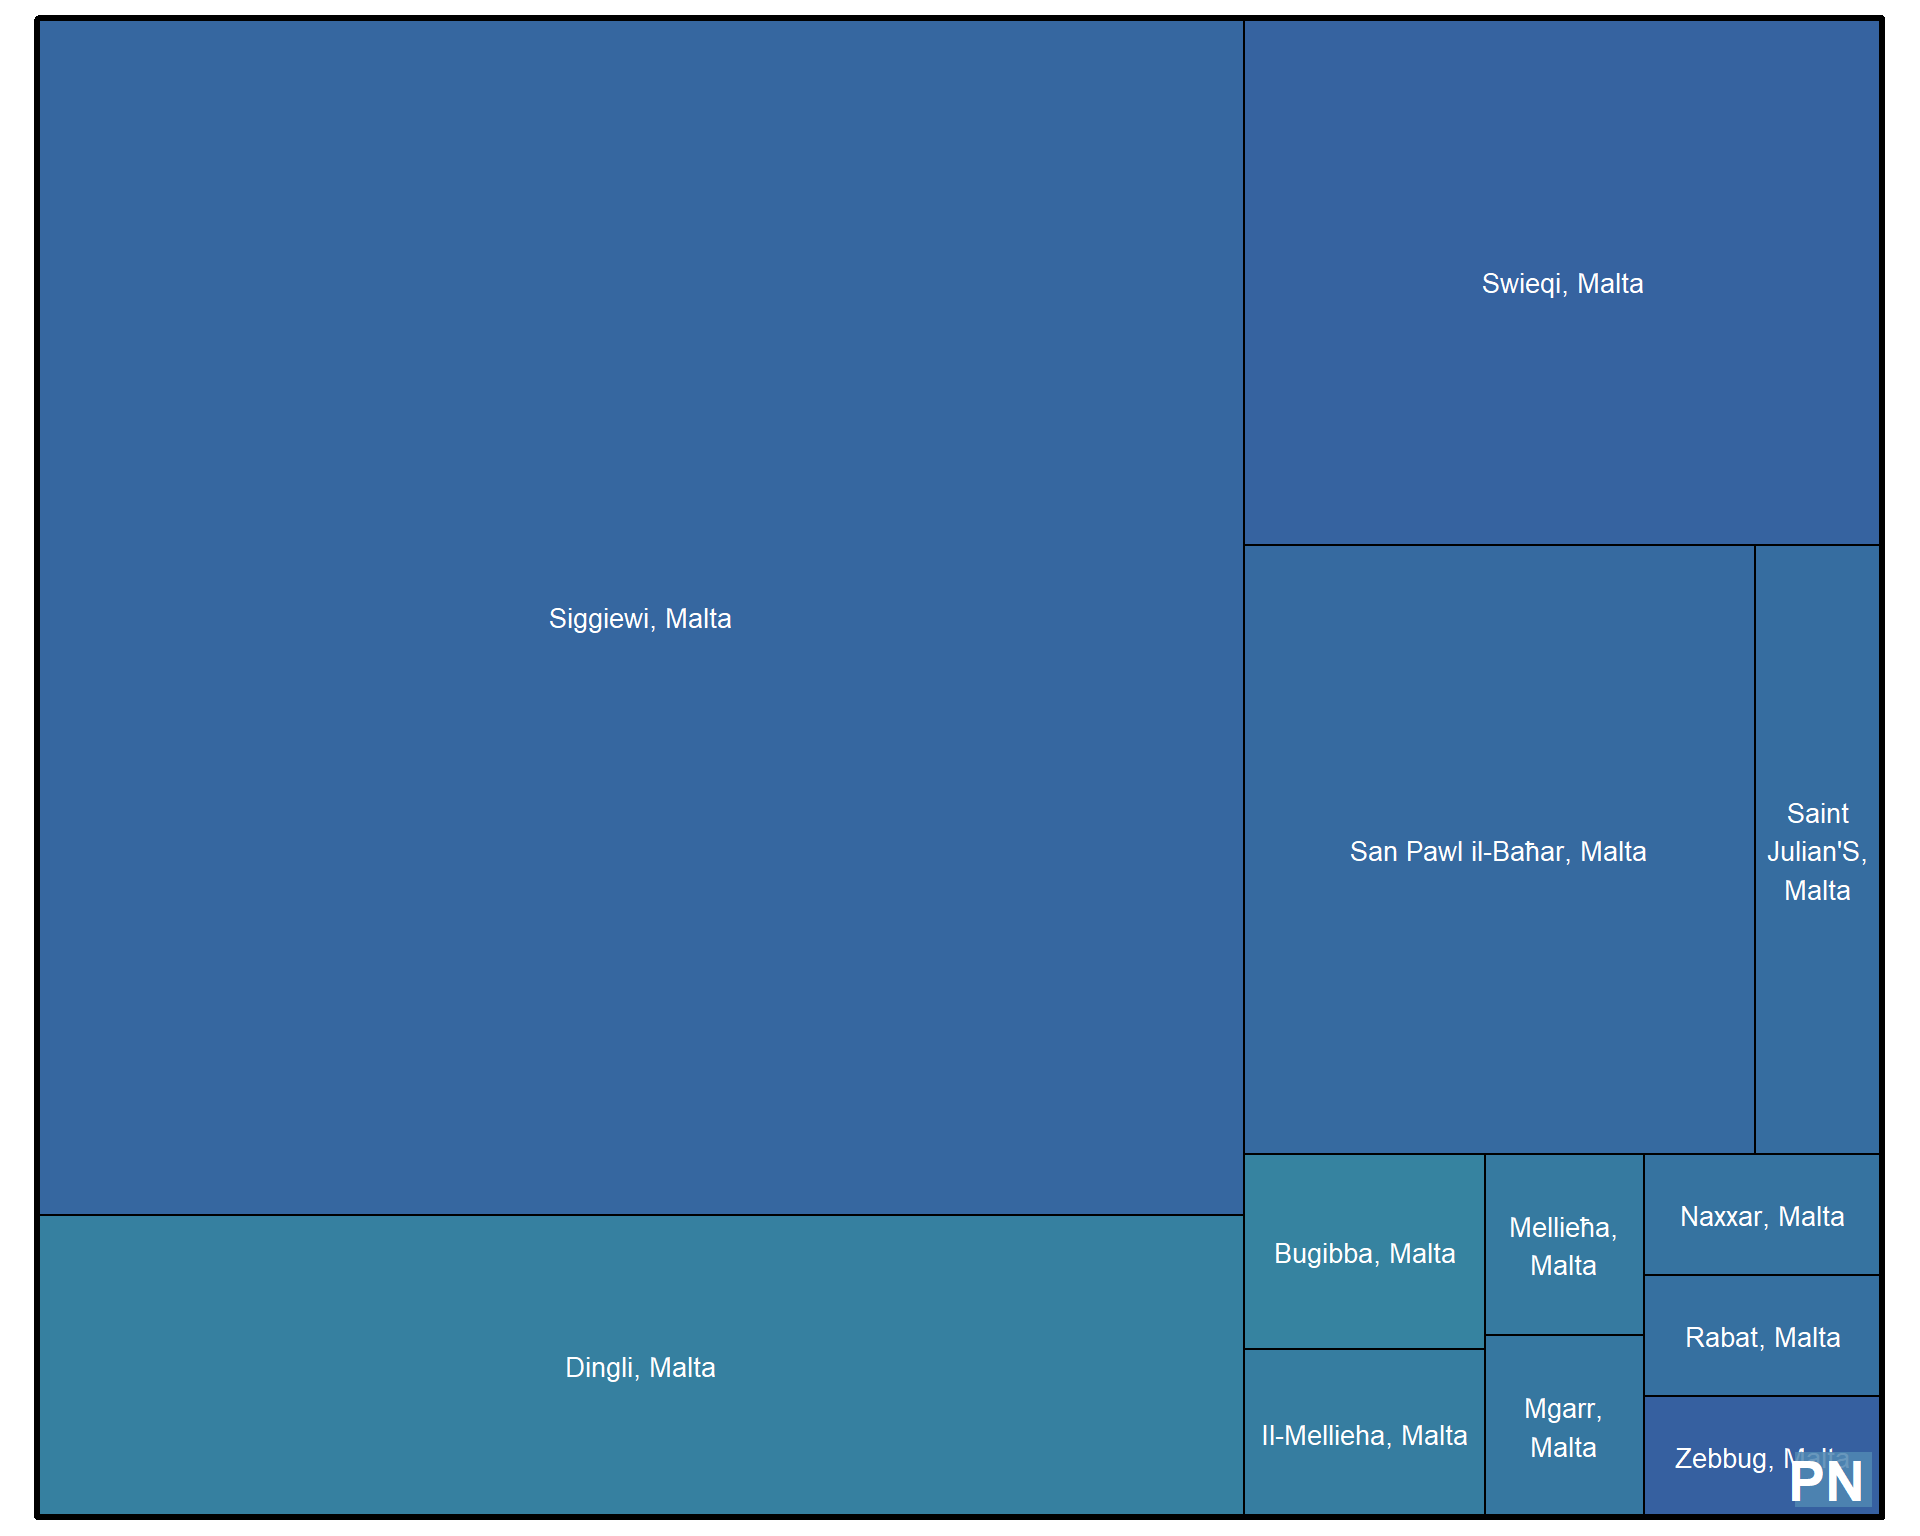 Siggiewi, Malta
Swieqi, Malta
San Pawl il-Baħar, Malta
Saint
Julian'S,
Malta
Bugibba, Malta
Mellieħa,
Malta
Naxxar, Malta
Rabat, Malta
Dingli, Malta
Il-Mellieha, Malta
Mgarr,
Malta
Zebbug, Malta
PN